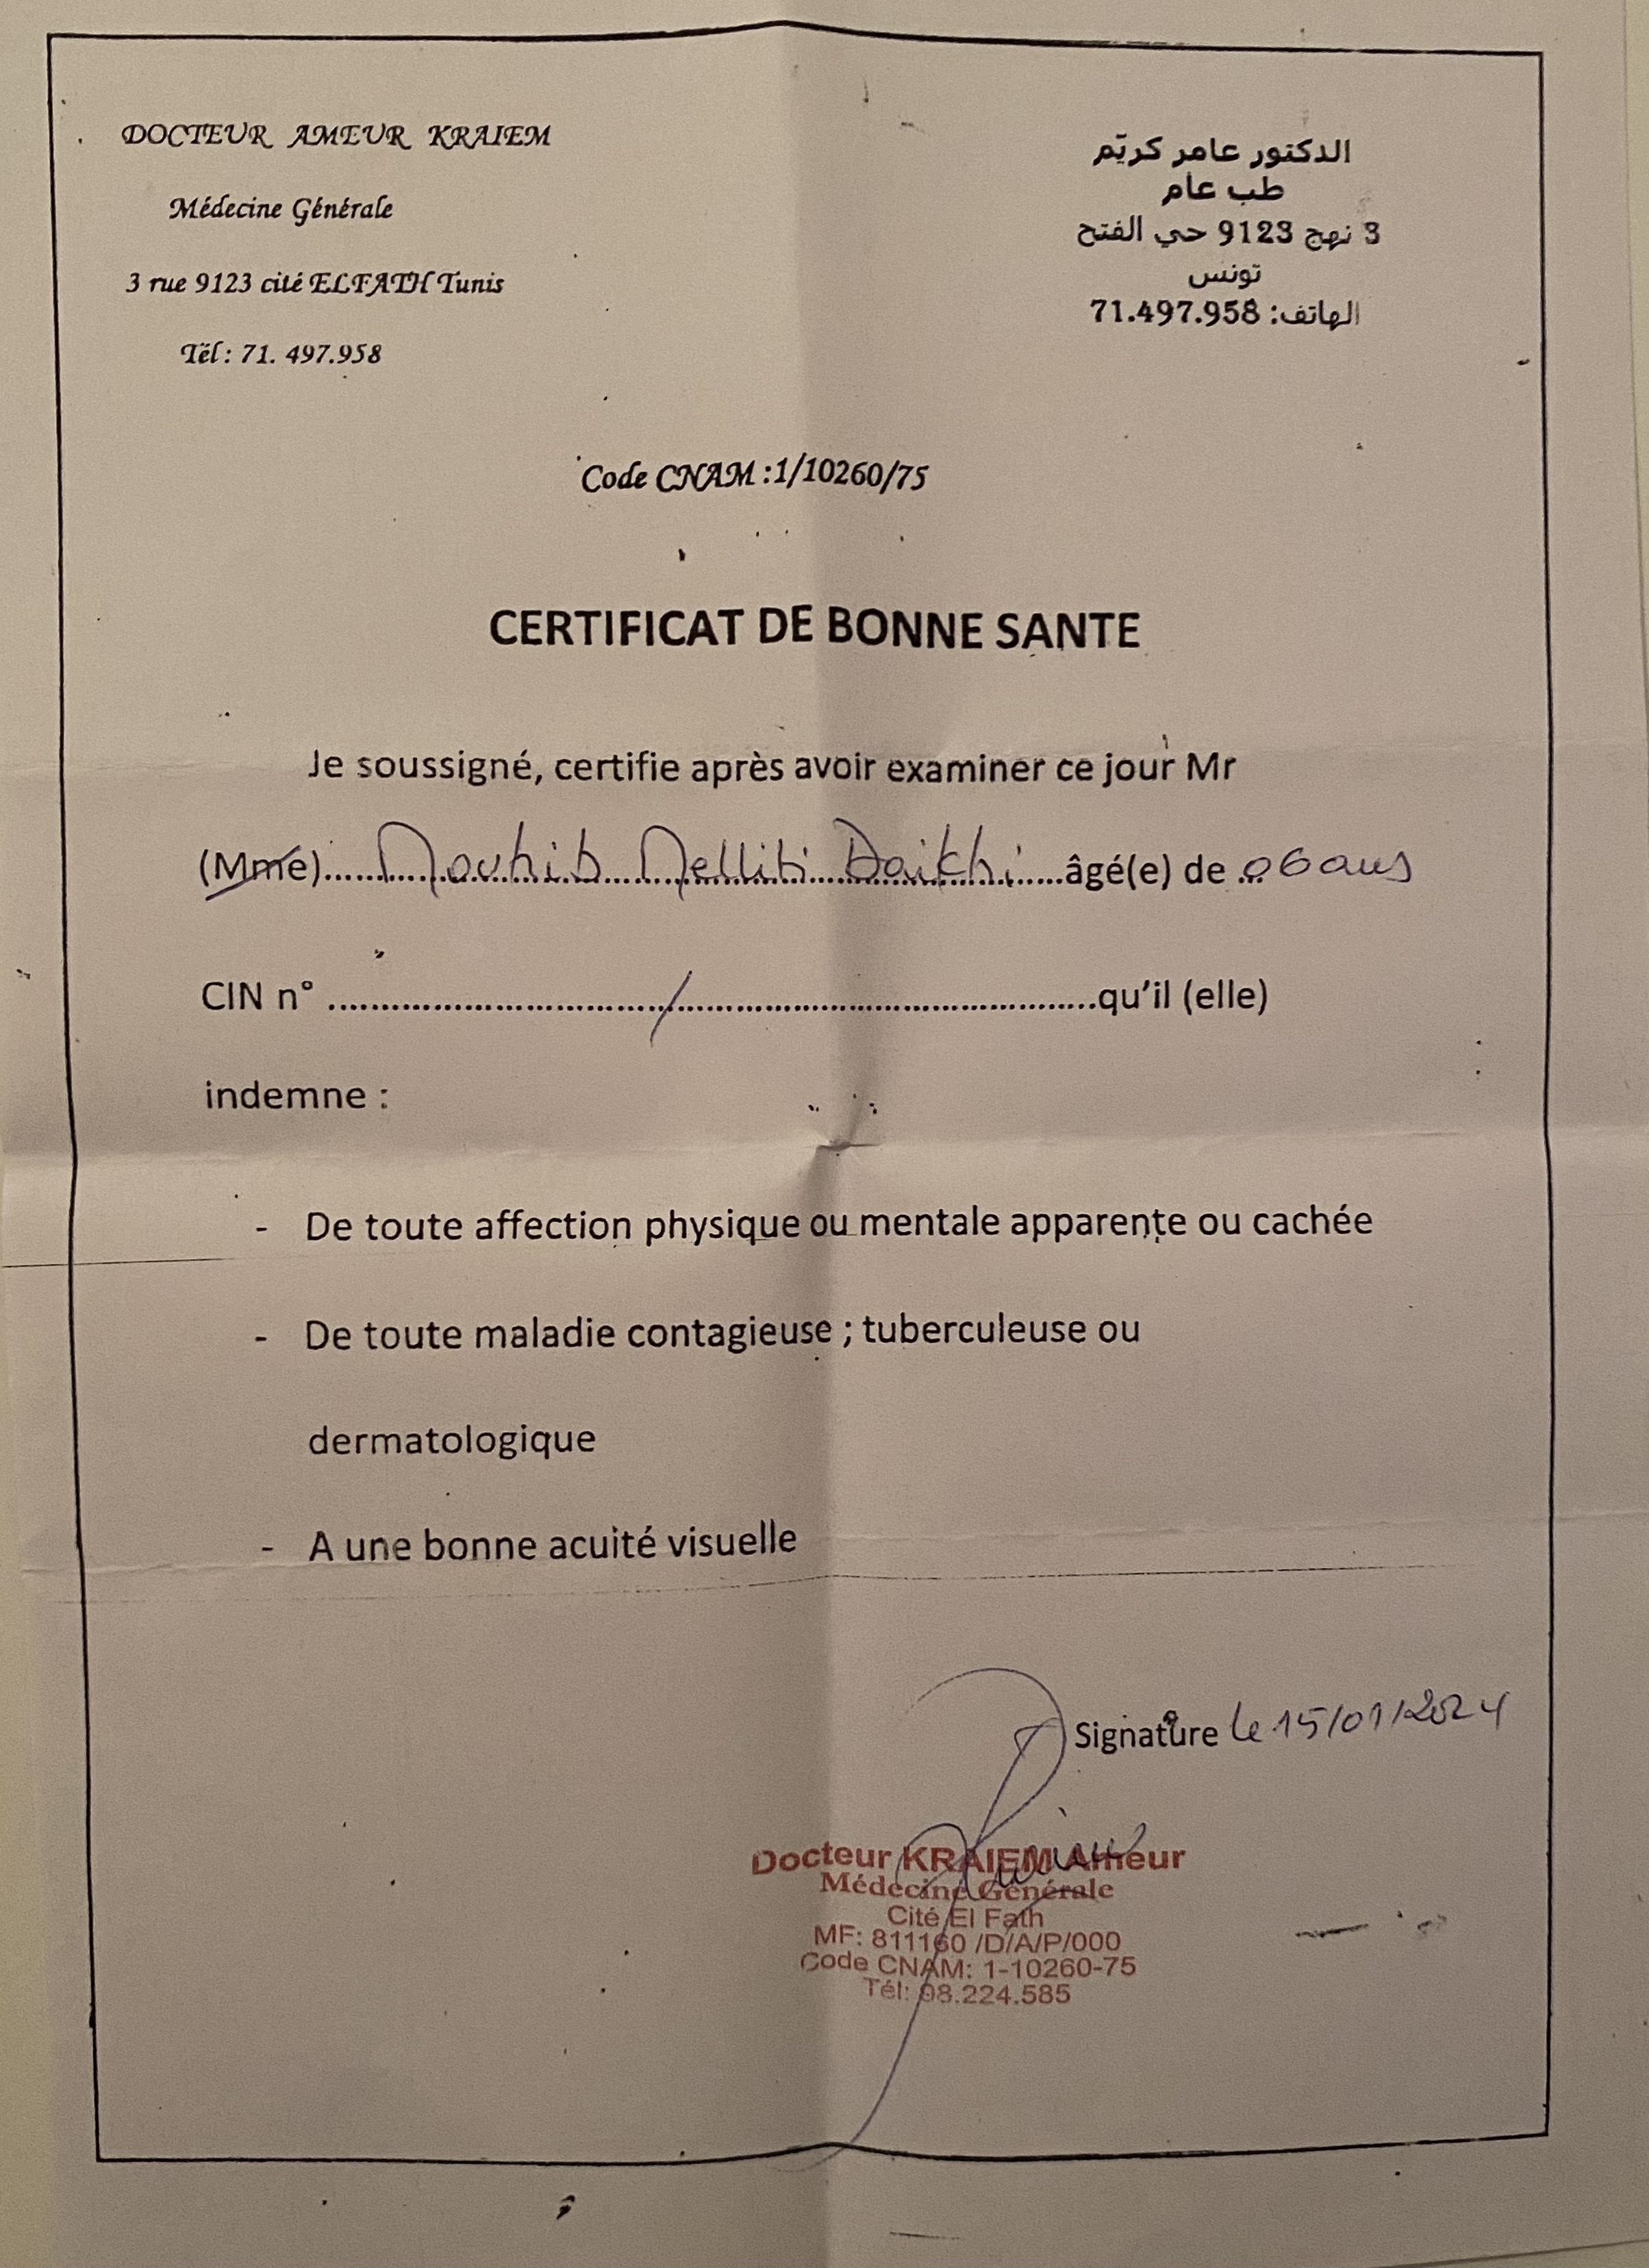 DOCTEUR AMEUR KRAIEM
Médecine Générale
3 rue 9123 cité ELFATH Tunis
Tél : 71. 497.958
الدكتور عامر كريّم
طب عام
3 نهج 9123 حي الفتح
تونس
الهاتف: 71.497.958
Code CNAM :1/10260/75
CERTIFICAT DE BONNE SANTE
Je soussigné, certifie après avoir examiner ce jour Mr
(Mme).... Mouhib Melliti Daikhi ....âgé(e) de ... 06 ans
CIN n° ................../..................qu'il (elle)
indemne :
- De toute affection physique ou mentale apparente ou cachée
- De toute maladie contagieuse ; tuberculeuse ou
dermatologique
- A une bonne acuité visuelle
Signature le 15/01/2024
Docteur KRAIEM Ameur
Médecine Générale
Cité El Fath
MF: 811160 /D/A/P/000
Code CNAM: 1-10260-75
Tél: 98.224.585